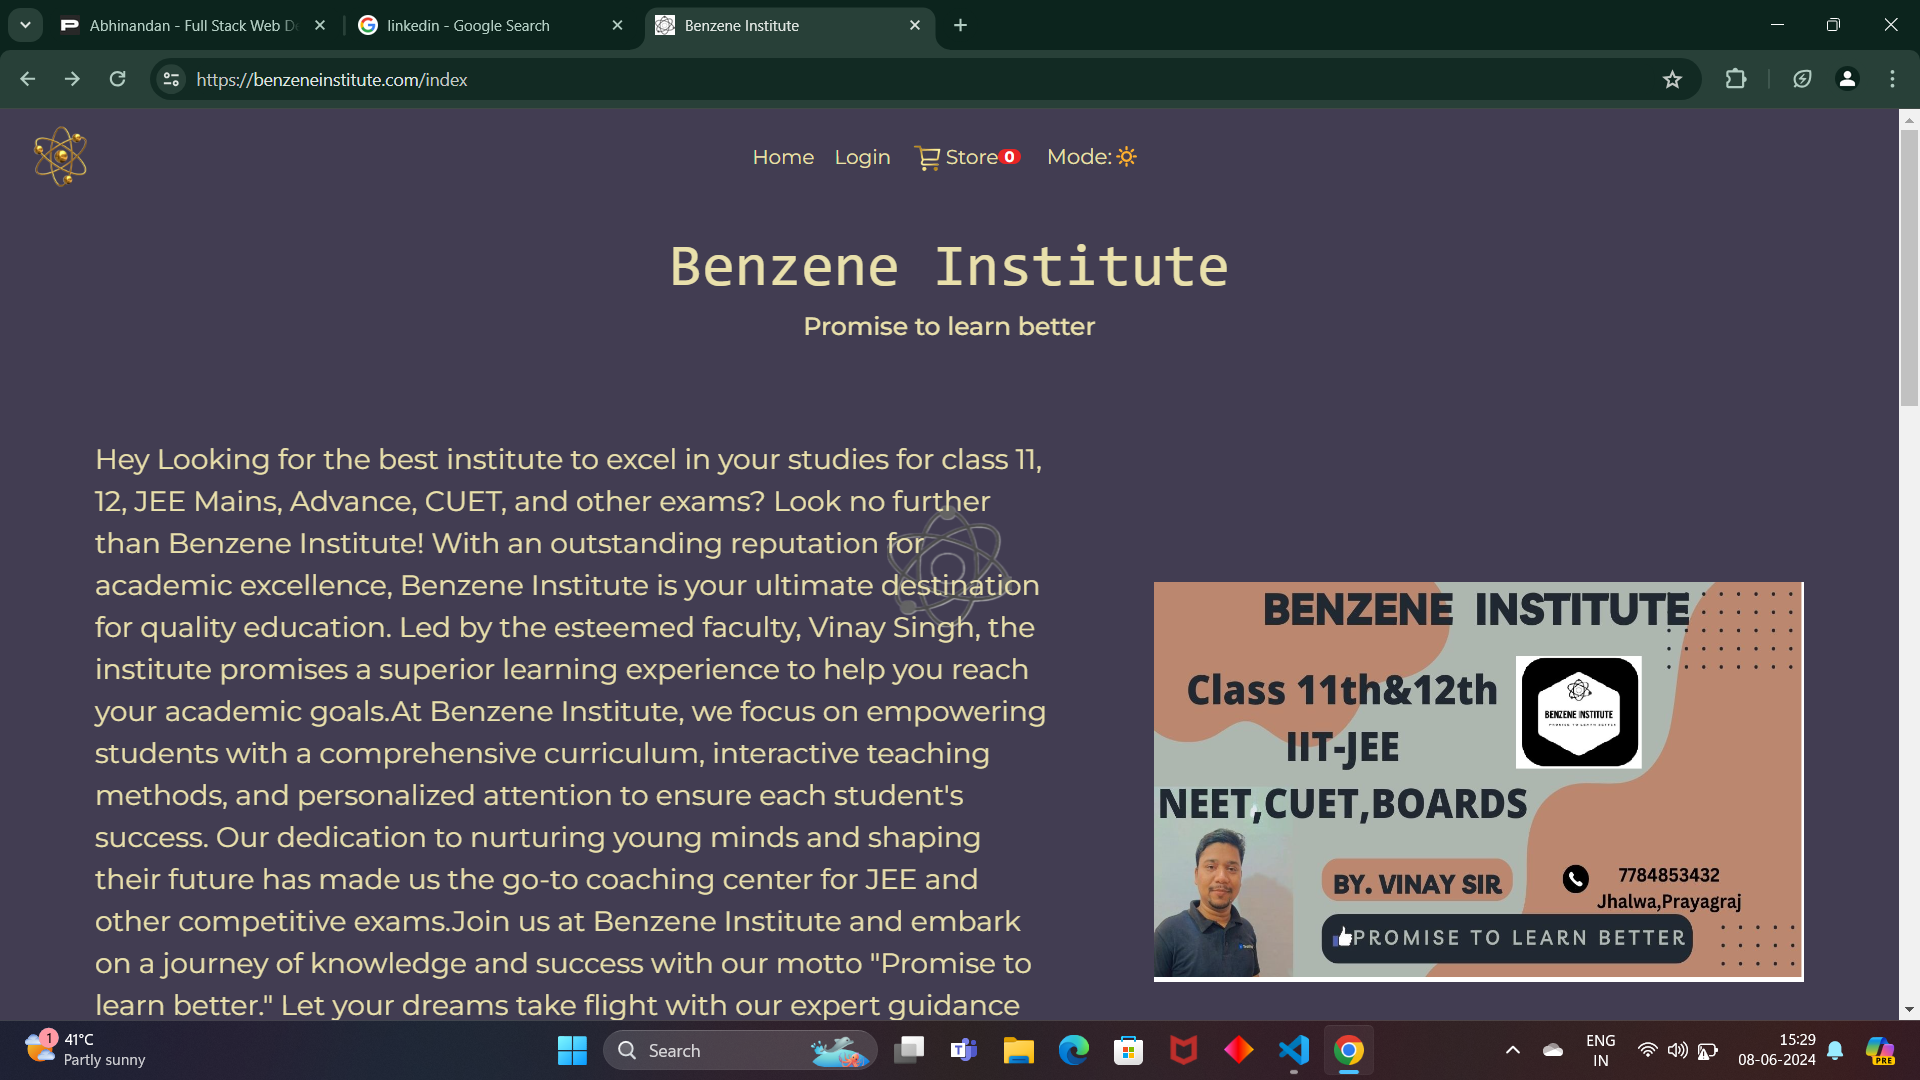 Abhinandan - Full Stack Web De
linkedin - Google Search
Benzene Institute
https://benzeneinstitute.com/index
Home Login Store 0 Mode:
Benzene Institute
Promise to learn better
Hey Looking for the best institute to excel in your studies for class 11,
12, JEE Mains, Advance, CUET, and other exams? Look no further
than Benzene Institute! With an outstanding reputation for
academic excellence, Benzene Institute is your ultimate destination
for quality education. Led by the esteemed faculty, Vinay Singh, the
institute promises a superior learning experience to help you reach
your academic goals.At Benzene Institute, we focus on empowering
students with a comprehensive curriculum, interactive teaching
methods, and personalized attention to ensure each student's
success. Our dedication to nurturing young minds and shaping
their future has made us the go-to coaching center for JEE and
other competitive exams.Join us at Benzene Institute and embark
on a journey of knowledge and success with our motto "Promise to
learn better." Let your dreams take flight with our expert guidance
BENZENE INSTITUTE
Class 11th&12th
IIT-JEE
NEET,CUET,BOARDS
BENZENE INSTITUTE
PROMISE TO LEARN BETTER
BY. VINAY SIR
7784853432
Jhalwa,Prayagraj
PROMISE TO LEARN BETTER
1
41°C
Partly sunny
Search
ENG
IN
15:29
08-06-2024
PRE